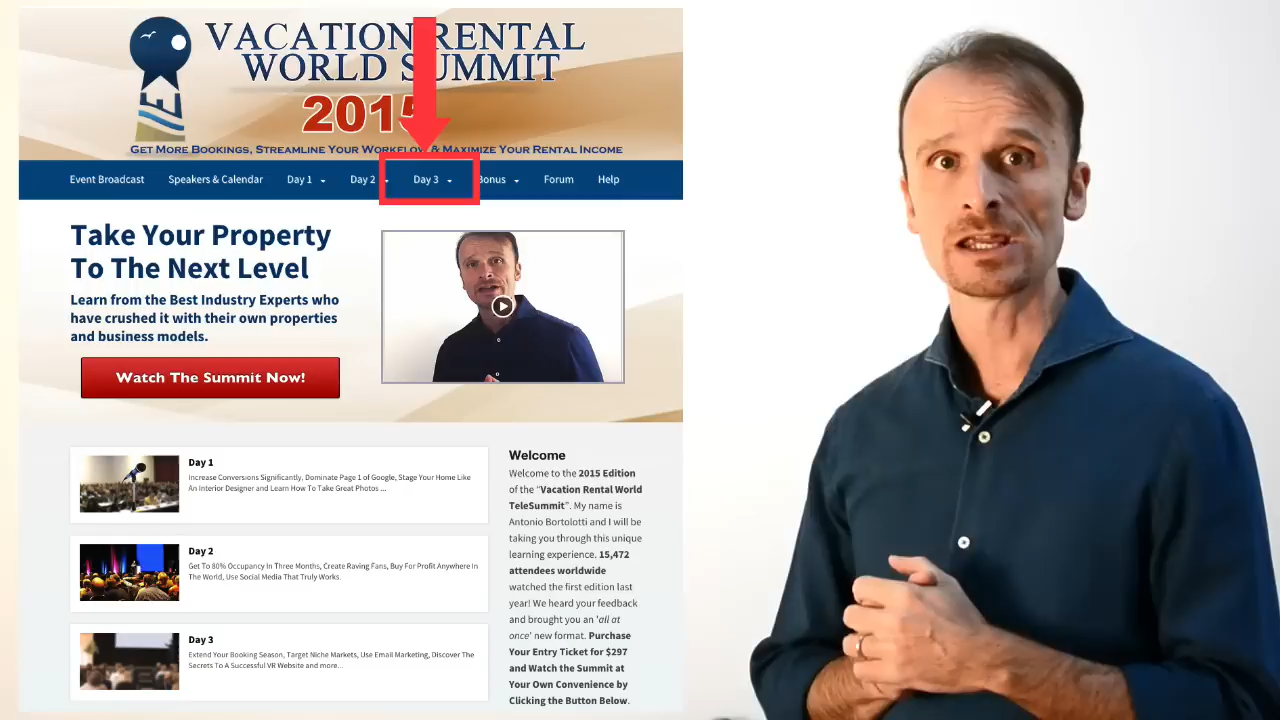 VACATION RENTAL
WORLD SUMMIT
2015
GET MORE BOOKINGS, STREAMLINE YOUR WORKFLOW & MAXIMIZE YOUR RENTAL INCOME
Event Broadcast Speakers & Calendar Day 1 Day 2 Day 3 Bonus Forum Help
Take Your Property
To The Next Level
Learn from the Best Industry Experts who
have crushed it with their own properties
and business models.
Watch The Summit Now!
Day 1
Increase Conversions Significantly, Dominate Page 1 of Google, Stage Your Home Like
An Interior Designer and Learn How To Take Great Photos ...
Day 2
Get To 80% Occupancy In Three Months, Create Raving Fans, Buy For Profit Anywhere In
The World, Use Social Media That Truly Works.
Day 3
Extend Your Booking Season, Target Niche Markets, Use Email Marketing, Discover The
Secrets To A Successful VR Website and more...
Welcome
Welcome to the 2015 Edition
of the “Vacation Rental World
TeleSummit”. My name is
Antonio Bortolotti and I will be
taking you through this unique
learning experience. 15,472
attendees worldwide
watched the first edition last
year! We heard your feedback
and brought you an 'all at
once' new format. Purchase
Your Entry Ticket for $297
and Watch the Summit at
Your Own Convenience by
Clicking the Button Below.